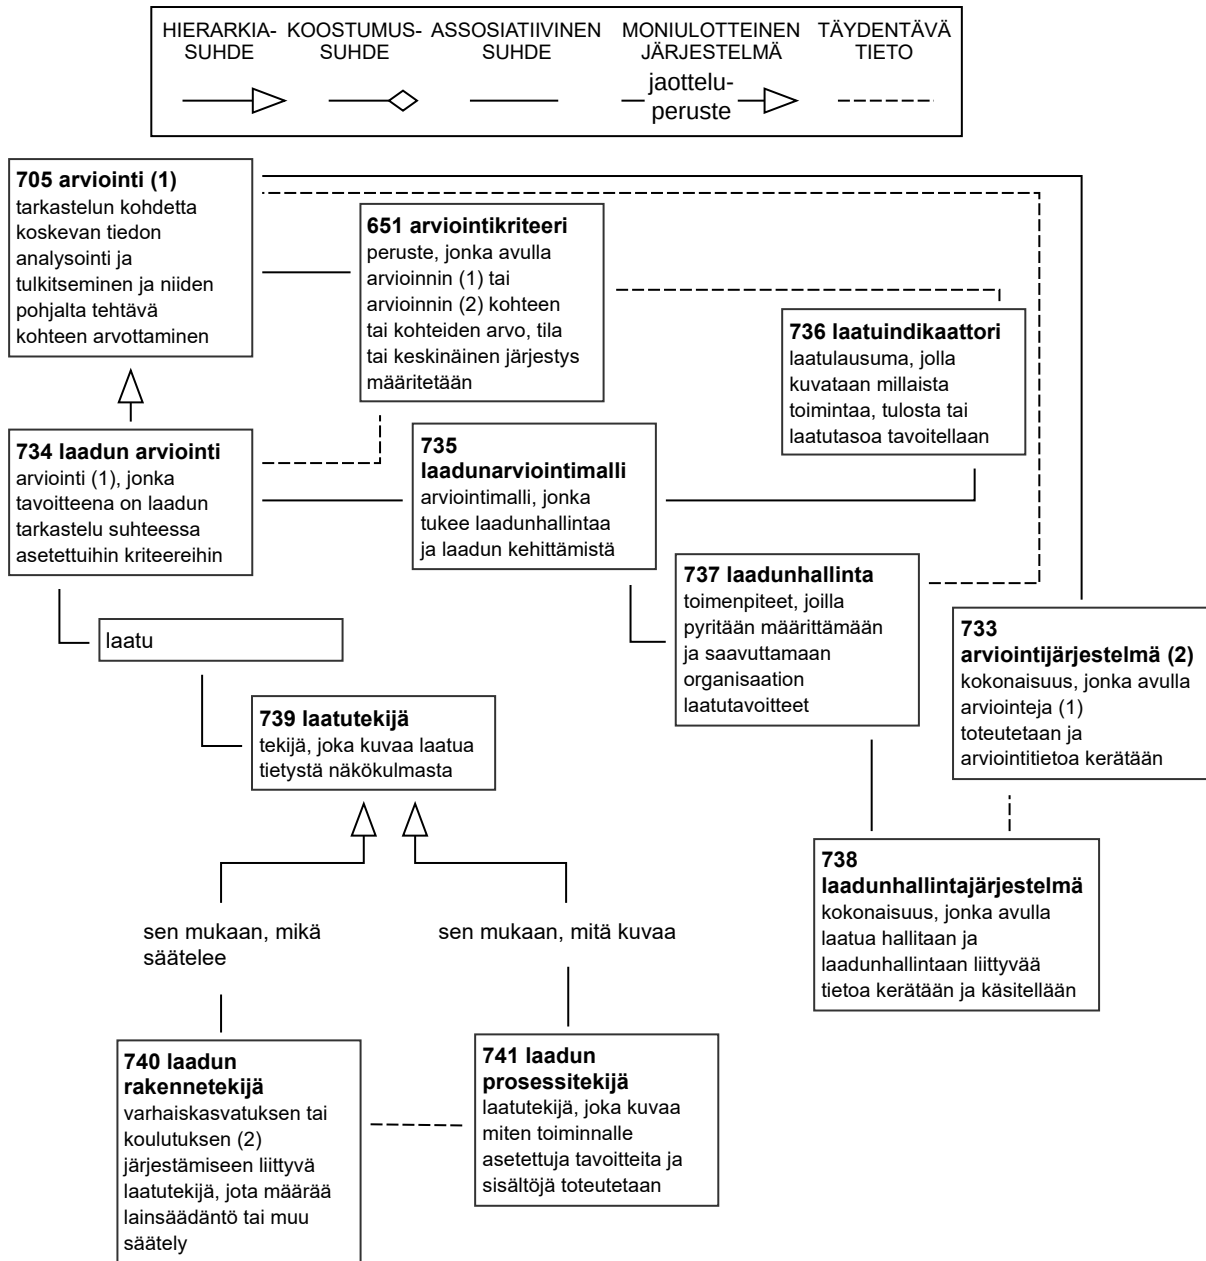 HIERARKIA-
SUHDE
KOOSTUMUS-
SUHDE
ASSOSIATIIVINEN
SUHDE
MONIULOTTEINEN
JÄRJESTELMÄ
jaottelu-
peruste
TÄYDENTÄVÄ
TIETO
705 arviointi (1)
tarkastelun kohdetta
koskevan tiedon
analysointi ja
tulkitseminen ja niiden
pohjalta tehtävä
kohteen arvottaminen
651 arviointikriteeri
peruste, jonka avulla
arvioinnin (1) tai
arvioinnin (2) kohteen
tai kohteiden arvo, tila
tai keskinäinen järjestys
määritetään
736 laatuindikaattori
laatulausuma, jolla
kuvataan millaista
toimintaa, tulosta tai
laatutasoa tavoitellaan
734 laadun arviointi
arviointi (1), jonka
tavoitteena on laadun
tarkastelu suhteessa
asetettuihin kriteereihin
735
laadunarviointimalli
arviointimalli, jonka
tukee laadunhallintaa
ja laadun kehittämistä
737 laadunhallinta
toimenpiteet, joilla
pyritään määrittämään
ja saavuttamaan
organisaation
laatutavoitteet
733
arviointijärjestelmä (2)
kokonaisuus, jonka avulla
arviointeja (1)
toteutetaan ja
arviointitietoa kerätään
laatu
739 laatutekijä
tekijä, joka kuvaa laatua
tietystä näkökulmasta
738
laadunhallintajärjestelmä
kokonaisuus, jonka avulla
laatua hallitaan ja
laadunhallintaan liittyvää
tietoa kerätään ja käsitellään
sen mukaan, mikä
säätelee
sen mukaan, mitä kuvaa
740 laadun
rakennetekijä
varhaiskasvatuksen tai
koulutuksen (2)
järjestämiseen liittyvä
laatutekijä, jota määrää
lainsäädäntö tai muu
säätely
741 laadun
prosessitekijä
laatutekijä, joka kuvaa
miten toiminnalle
asetettuja tavoitteita ja
sisältöjä toteutetaan